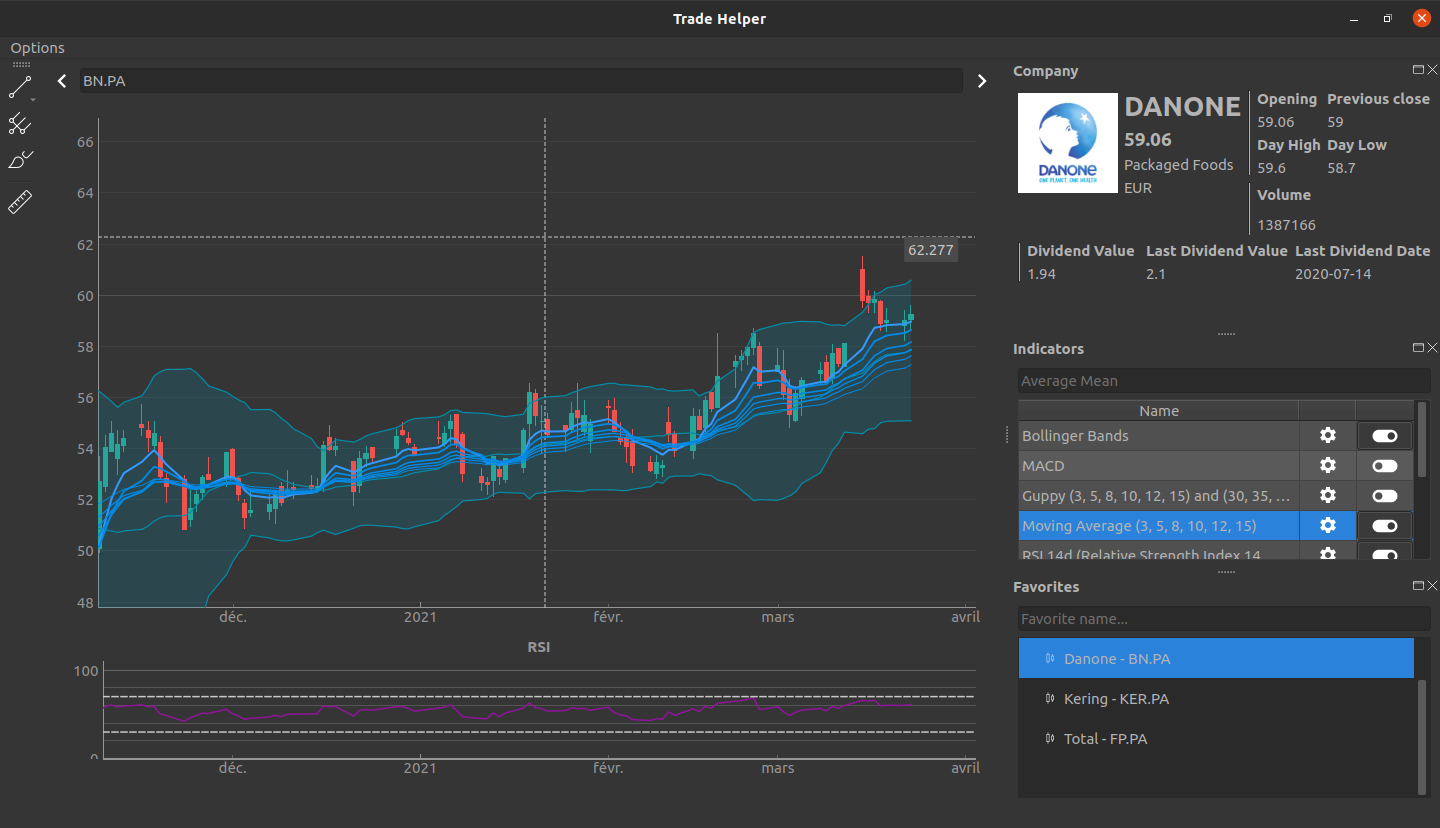 Trade Helper
Options
BN.PA
66
64
62
60
58
56
54
52
50
48
62.277
déc.
2021
févr.
mars
avril
RSI
100
0
déc.
2021
févr.
mars
avril
Company
DANONE
ONE PLANET. ONE HEALTH
DANONE
59.06
Packaged Foods
EUR
Opening Previous close
59.06 59
Day High Day Low
59.6 58.7
Volume
1387166
Dividend Value Last Dividend Value Last Dividend Date
1.94 2.1 2020-07-14
Indicators
Average Mean
Name
Bollinger Bands
MACD
Guppy (3, 5, 8, 10, 12, 15) and (30, 35, ...
Moving Average (3, 5, 8, 10, 12, 15)
RSI 14d (Relative Strength Index 14
Favorites
Favorite name...
Danone - BN.PA
Kering - KER.PA
Total - FP.PA